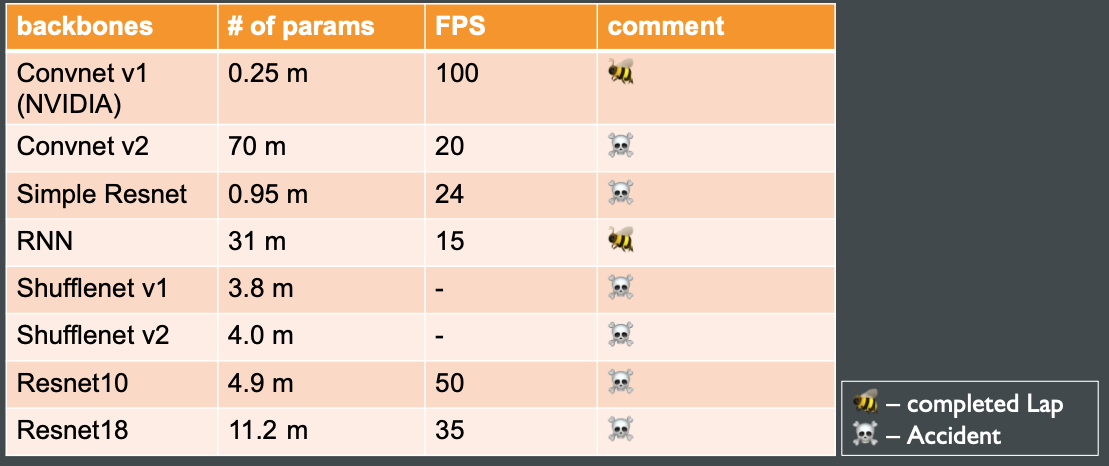 backbones # of params FPS comment
Convnet v1 0.25 m 100 🐝
(NVIDIA)
Convnet v2 70 m 20 ☠️
Simple Resnet 0.95 m 24 ☠️
RNN 31 m 15 🐝
Shufflenet v1 3.8 m - ☠️
Shufflenet v2 4.0 m - ☠️
Resnet10 4.9 m 50 ☠️
Resnet18 11.2 m 35 ☠️
🐝 – completed Lap
☠️ – Accident